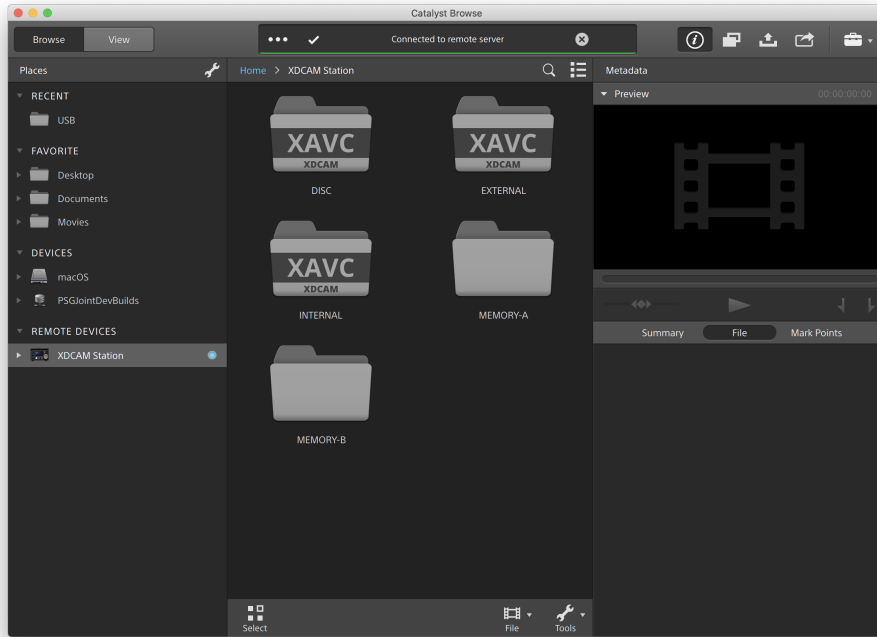 Catalyst Browse
Browse
View
Connected to remote server
Places
Home > XDCAM Station
Metadata
RECENT
USB
FAVORITE
Desktop
Documents
Movies
DEVICES
macOS
PSGJointDevBuilds
REMOTE DEVICES
XDCAM Station
XAVC
XDCAM
DISC
XAVC
XDCAM
EXTERNAL
XAVC
XDCAM
INTERNAL
MEMORY-A
MEMORY-B
Preview
00:00:00:00
Summary
File
Mark Points
Select
File
Tools